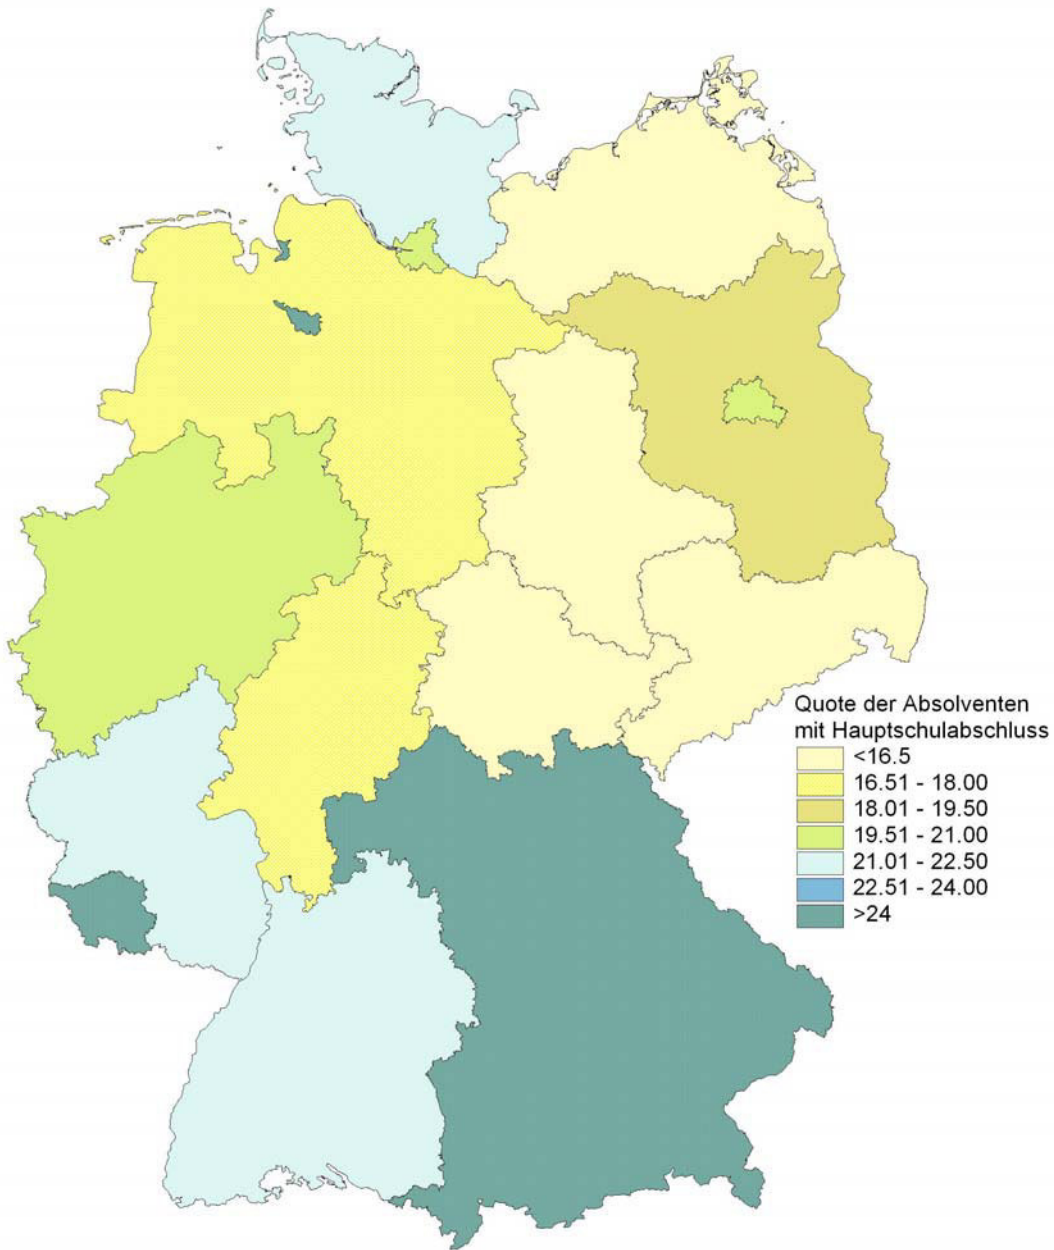 Quote der Absolventen
mit Hauptschulabschluss
<16.5
16.51 - 18.00
18.01 - 19.50
19.51 - 21.00
21.01 - 22.50
22.51 - 24.00
>24